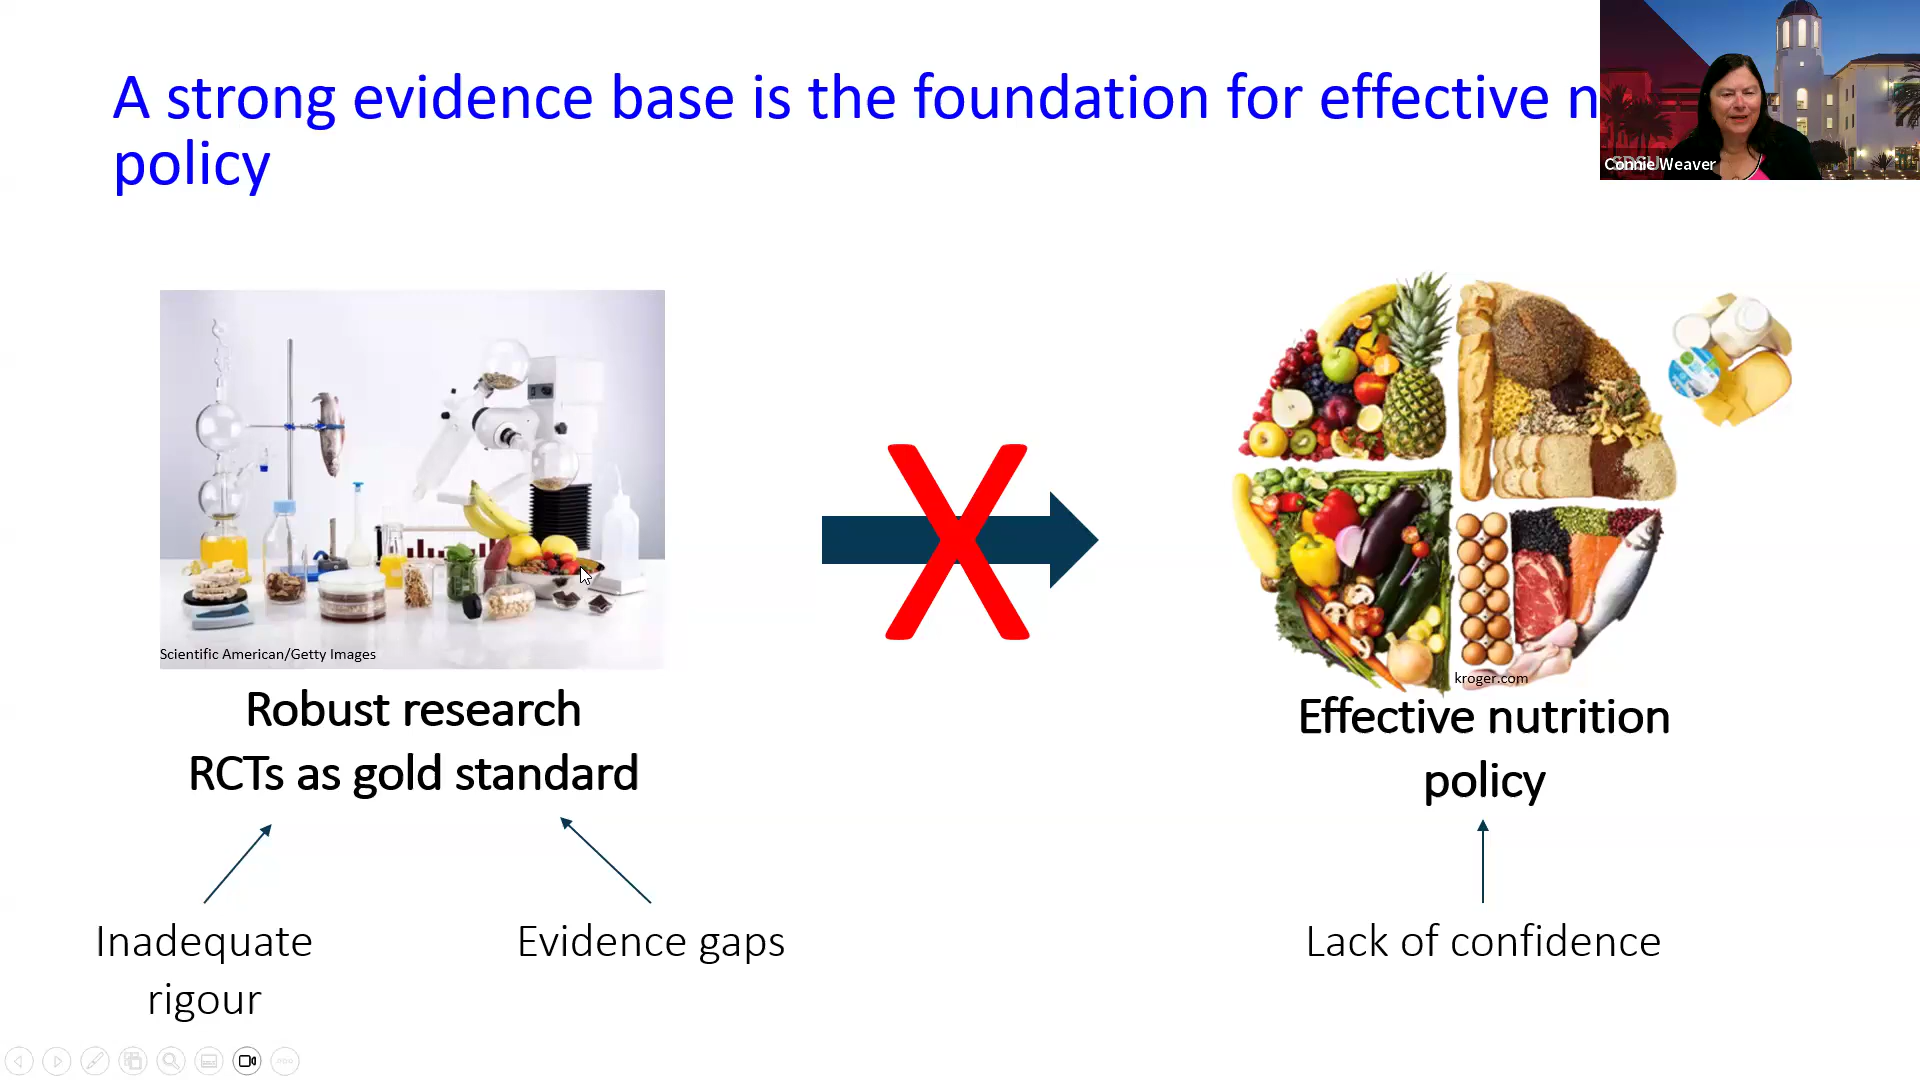 A strong evidence base is the foundation for effective n
policy
Connie Weaver
Scientific American/Getty Images
kroger.com
Robust research
RCTs as gold standard
Effective nutrition
policy
Inadequate
rigour
Evidence gaps
Lack of confidence